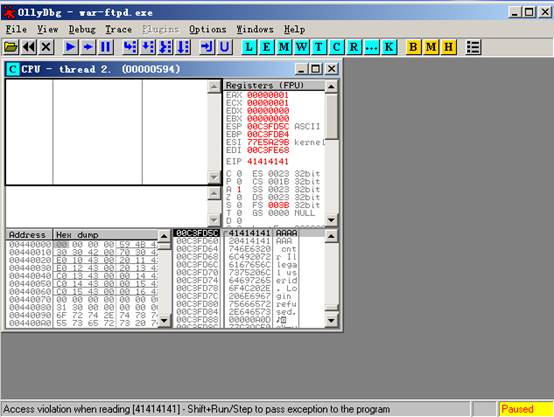 OllyDbg - war-ftpd.exe
File View Debug Trace Plugins Options Windows Help
L E M W T C R ... K B M H
C CPU - thread 2. (00000594)
Registers (FPU)
EAX 00000001
ECX 00000001
EDX 00000000
EBX 00000000
ESP 00C3FD5C ASCII
EBP 00C3FDB4
ESI 77E5A29B kernel
EDI 00C3FE68
EIP 41414141
C 0 ES 0023 32bit
P 0 CS 001B 32bit
A 1 SS 0023 32bit
Z 0 DS 0023 32bit
S 0 FS 003B 32bit
T 0 GS 0000 NULL
D 0
Address Hex dump
00440000 00 00 00 00 59 4B 4
00440010 30 30 42 00 70 30 4
00440020 E0 10 43 00 20 11 4
00440030 E0 12 43 00 20 13 4
00440040 C0 13 43 00 00 14 4
00440050 C0 14 43 00 00 15 4
00440060 C0 15 43 00 00 16 4
00440070 00 00 00 00 00 00 0
00440080 31 30 00 00 00 00 0
00440090 6F 72 74 2E 74 78 7
004400A0 55 73 65 72 73 20 7
00C3FD5C 41414141 AAAA
00C3FD60 20414141 AAA
00C3FD64 746E6320 cnt
00C3FD68 6C492072 r Il
00C3FD6C 6167656C lega
00C3FD70 7375206C l us
00C3FD74 64697265 erid
00C3FD78 6F4C202E . Lo
00C3FD7C 206E6967 gin
00C3FD80 75666572 refu
00C3FD84 2E646573 sed.
00C3FD88 00000A0D
Access violation when reading [41414141] - Shift+Run/Step to pass exception to the program
Paused